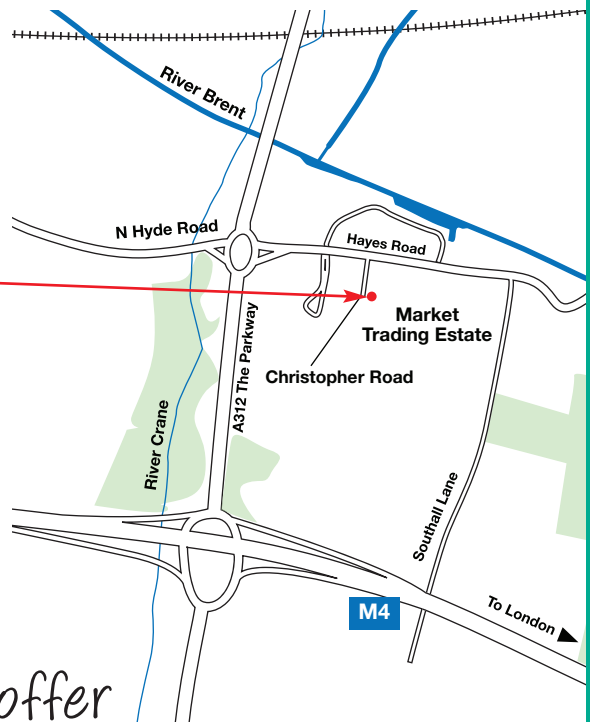 River Brent
N Hyde Road
Hayes Road
Market
Trading Estate
A312 The Parkway
Christopher Road
River Crane
Southall Lane
M4
To London
offer